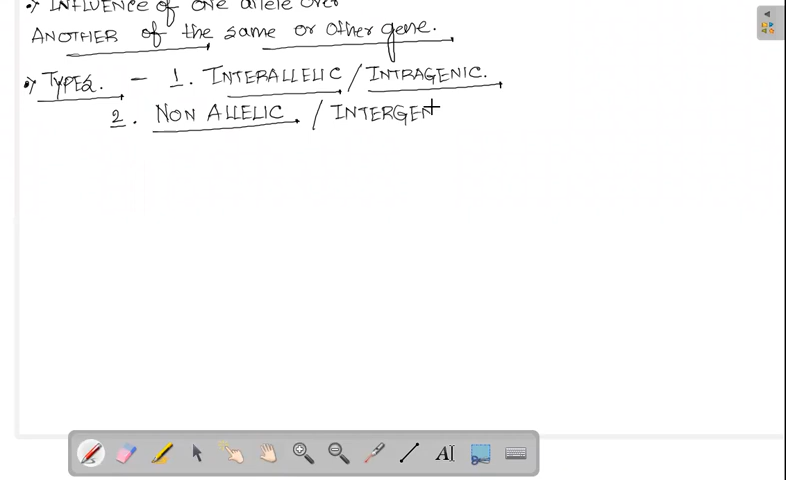 •) INFLUENCE of ONE allele OVER
ANOTHER of the same or other gene.
•) TYPES. – 1. INTERALLELIC / INTRAGENIC.
2. NON ALLELIC. / INTERGEN
AI